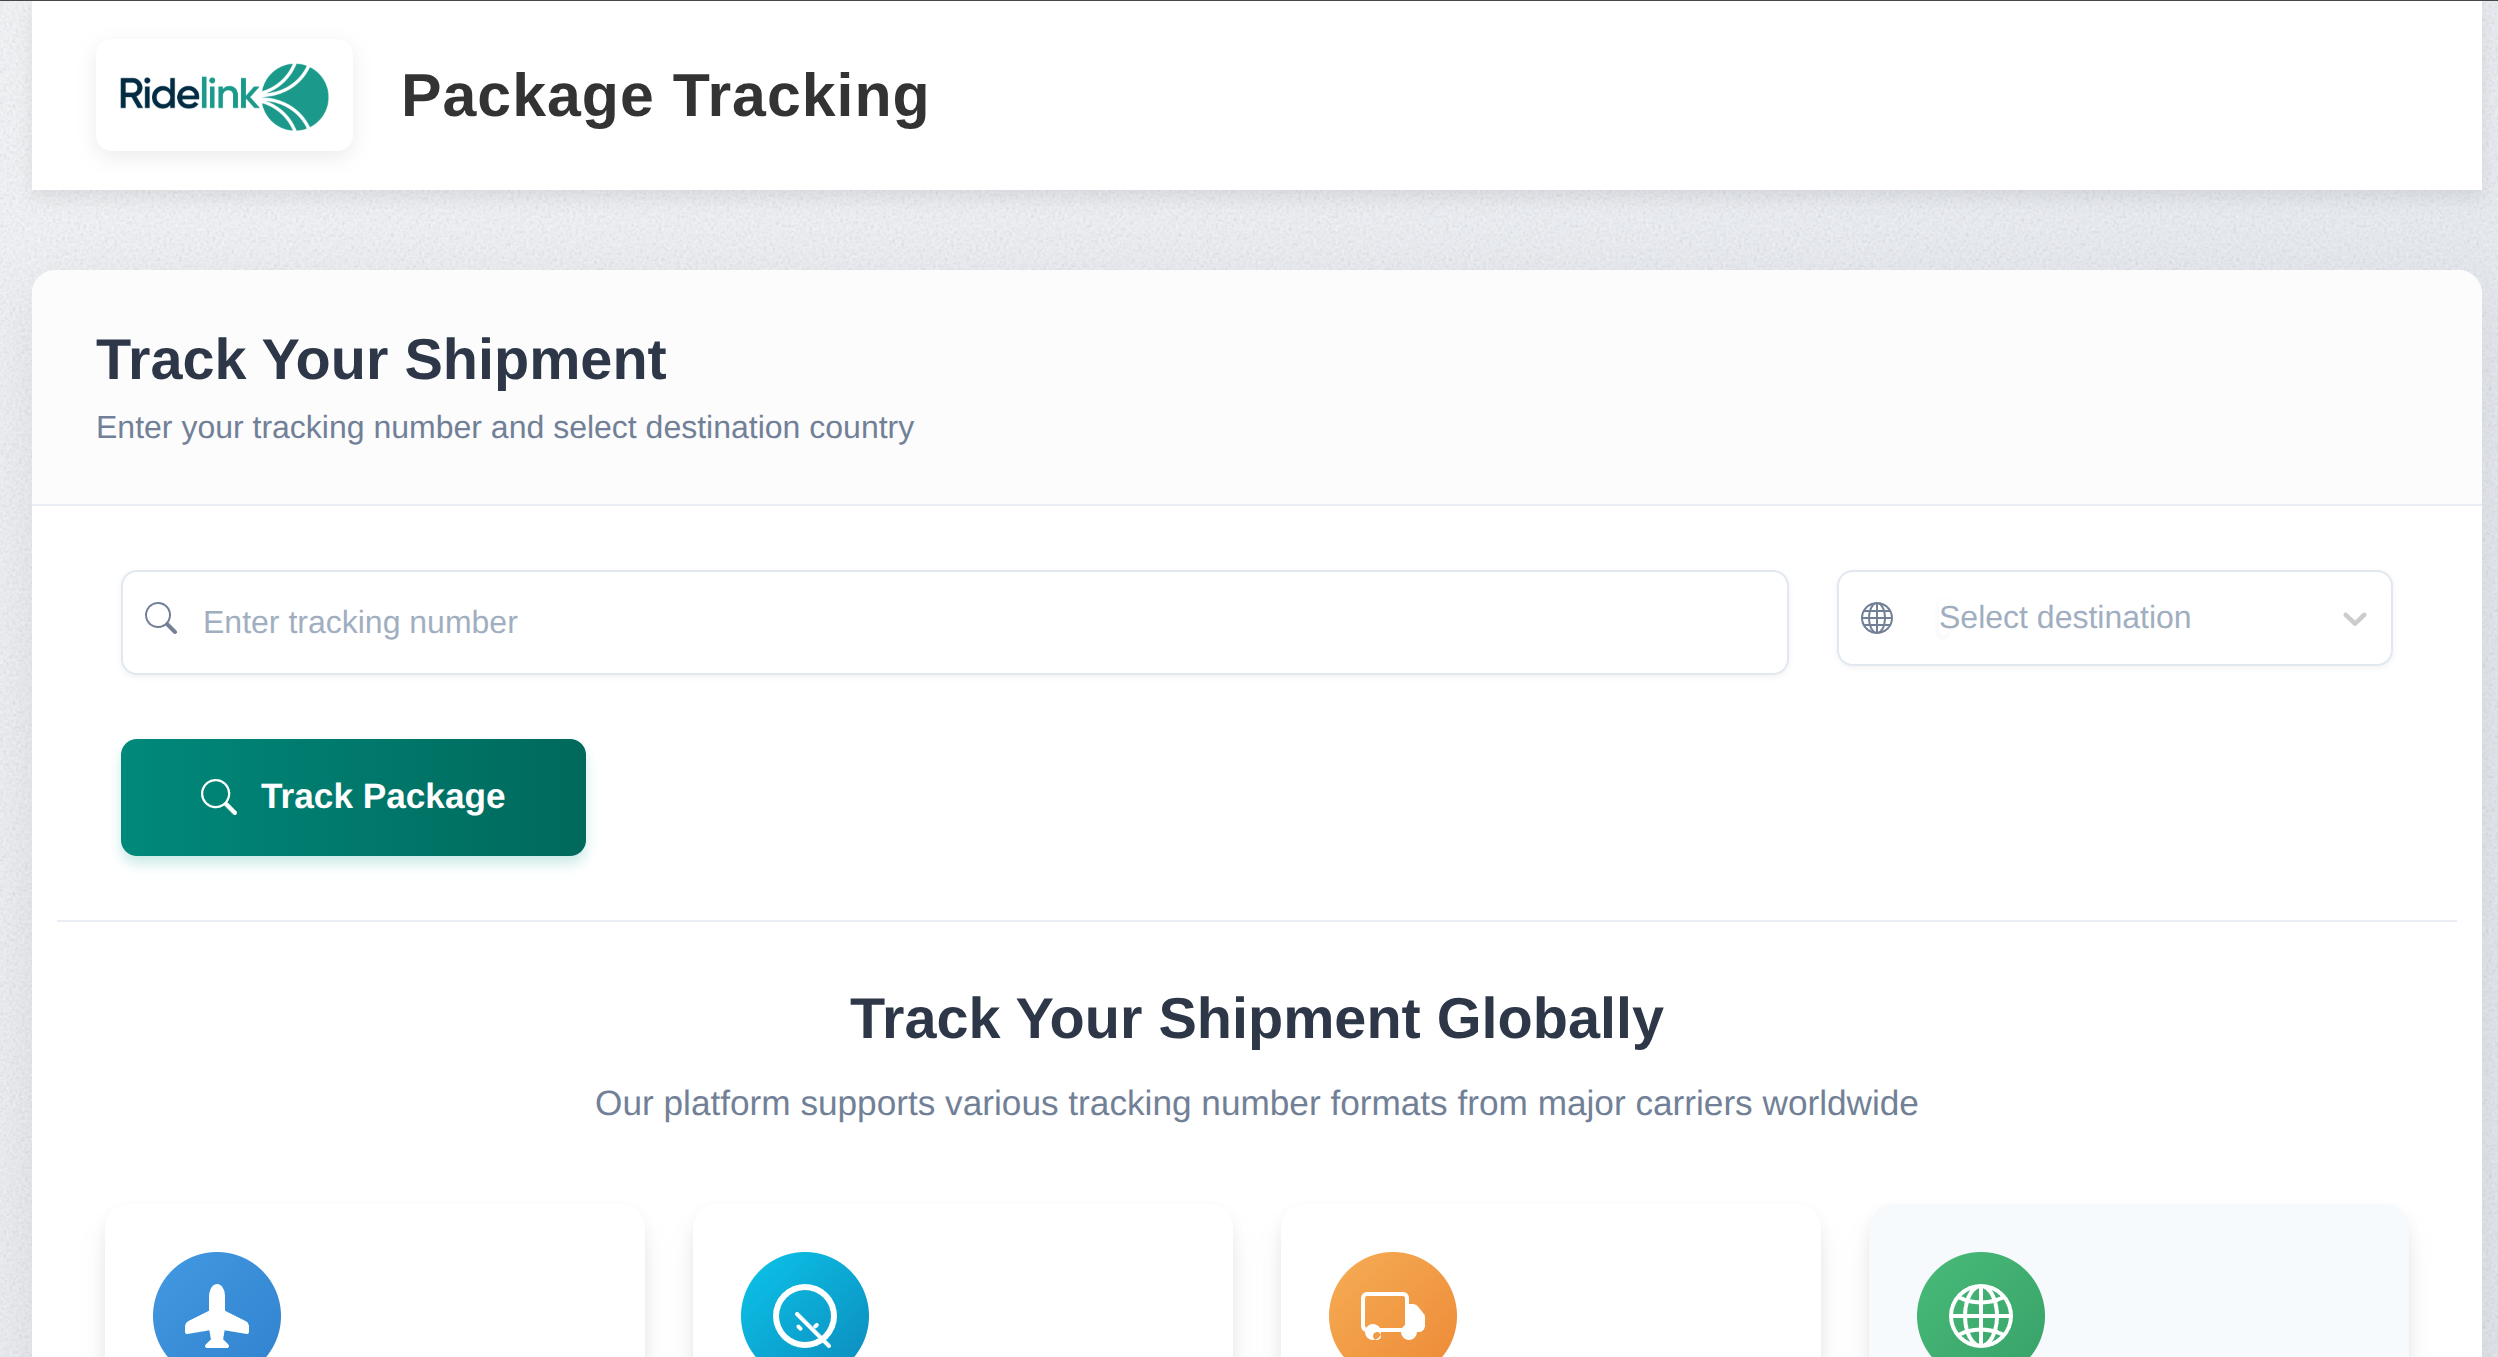 Ridelink
Package Tracking
Track Your Shipment
Enter your tracking number and select destination country
Enter tracking number
Select destination
Track Package
Track Your Shipment Globally
Our platform supports various tracking number formats from major carriers worldwide